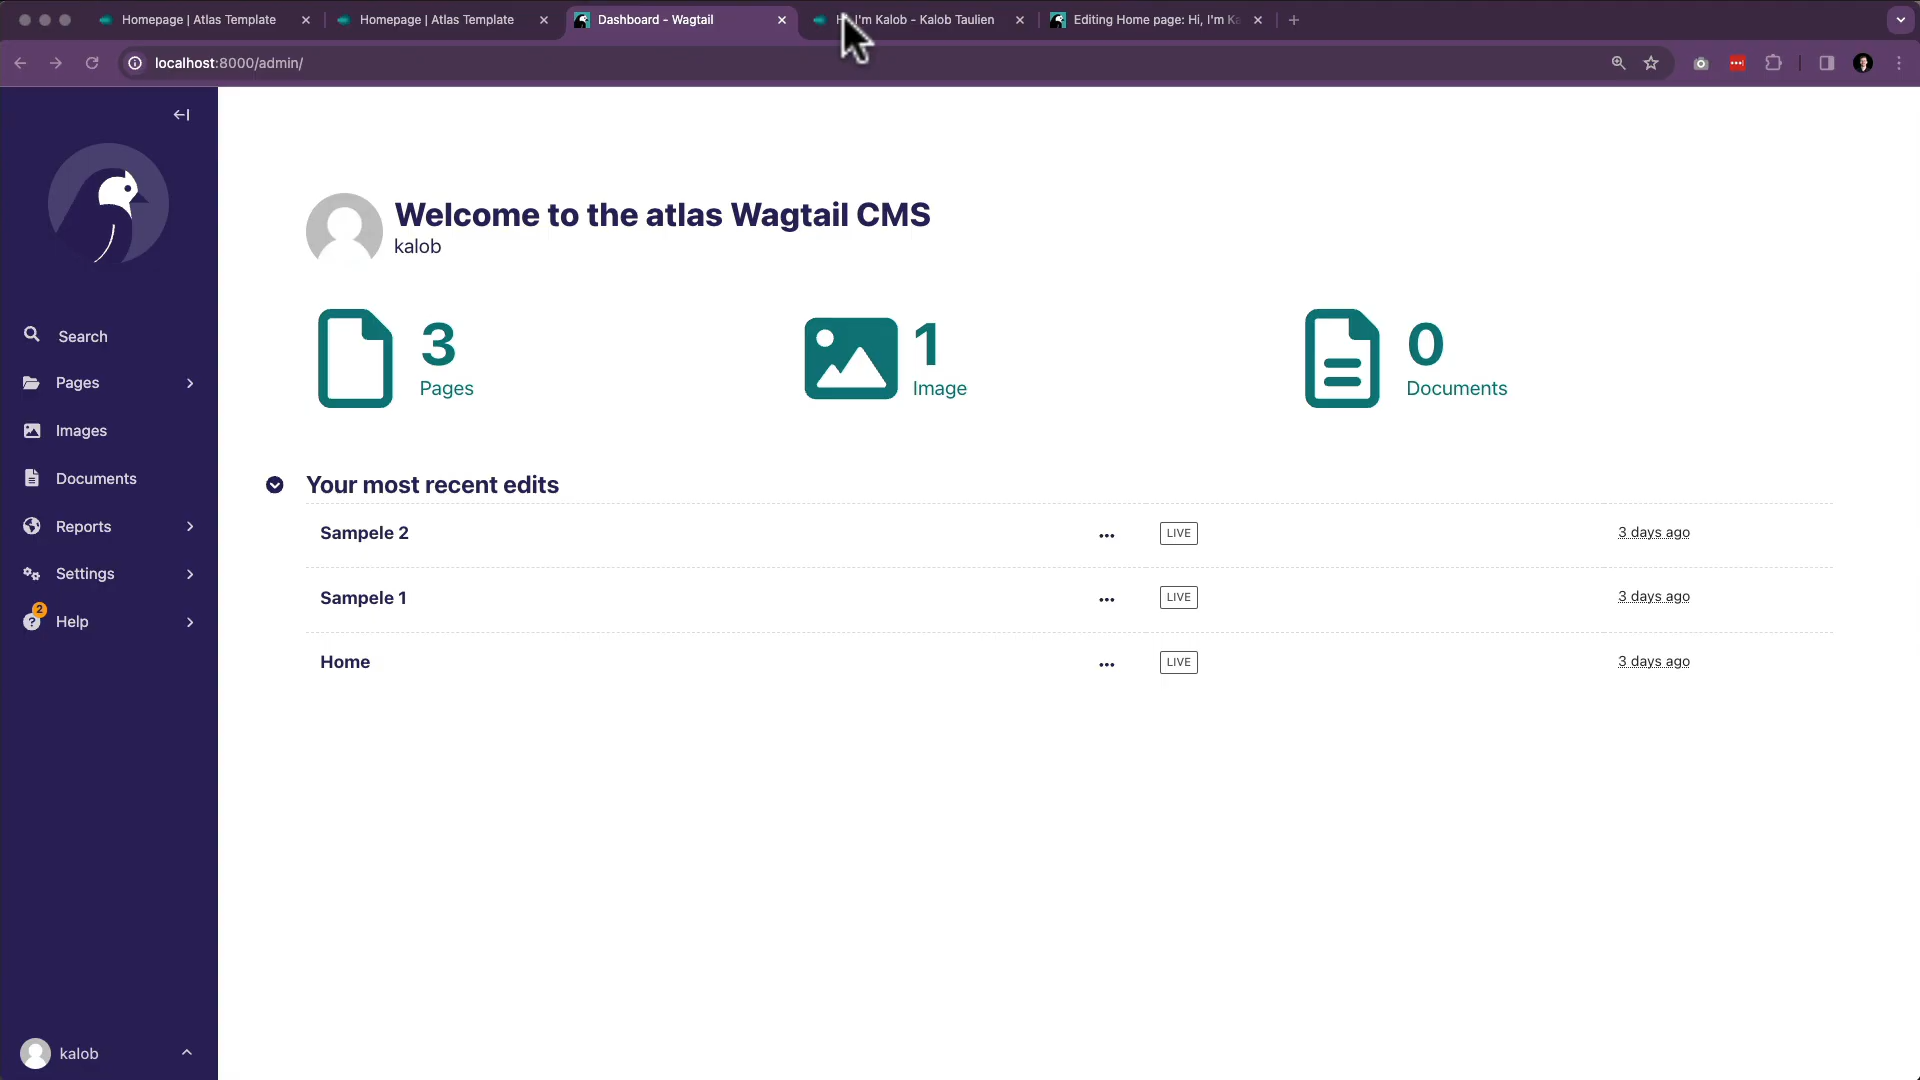 Homepage | Atlas Template
Homepage | Atlas Template
Dashboard - Wagtail
I'm Kalob - Kalob Taulien
Editing Home page: Hi, I'm Ka
localhost:8000/admin/
Welcome to the atlas Wagtail CMS
kalob
3
Pages
1
Image
0
Documents
Search
Pages
Images
Documents
Reports
Settings
2
Help
Your most recent edits
Sampele 2 LIVE 3 days ago
Sampele 1 LIVE 3 days ago
Home LIVE 3 days ago
kalob